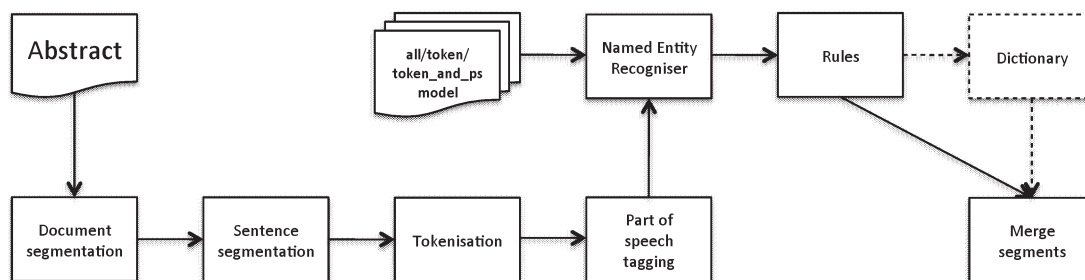 Abstract
all/token/
token_and_ps
model
Named Entity
Recogniser
Rules
Dictionary
Document
segmentation
Sentence
segmentation
Tokenisation
Part of
speech
tagging
Merge
segments